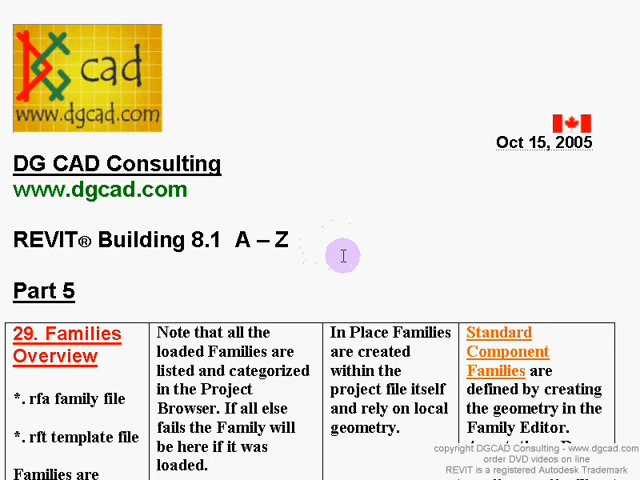 cad
www.dgcad.com
Oct 15, 2005
DG CAD Consulting
www.dgcad.com
REVIT® Building 8.1 A – Z
Part 5
29. Families
Overview
*. rfa family file
*. rft template file
Families are
Note that all the
loaded Families are
listed and categorized
in the Project
Browser. If all else
fails the Family will
be here if it was
loaded.
In Place Families
are created
within the
project file itself
and rely on local
geometry.
Standard
Component
Families are
defined by creating
the geometry in the
Family Editor.
copyright DGCAD Consulting - www.dgcad.com
order DVD videos on line
REVIT is a registered Autodesk Trademark